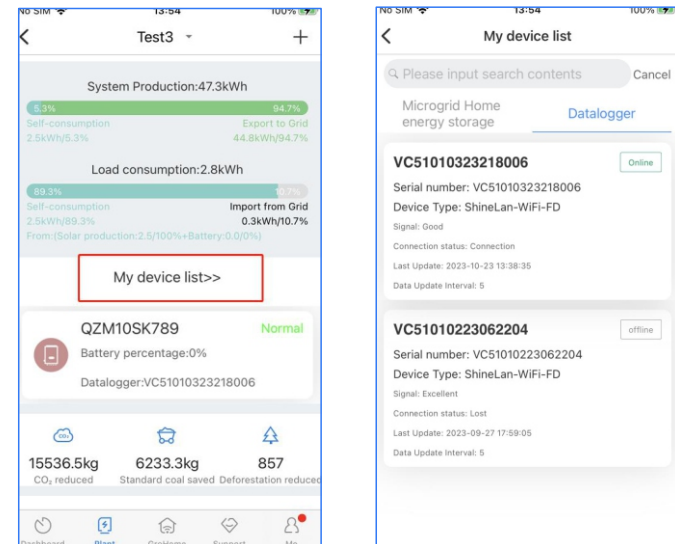 No SIM 13:54 100%
Test3
System Production:47.3kWh
5.3% 94.7%
Self-consumption Export to Grid
2.5kWh/5.3% 44.8kWh/94.7%
Load consumption:2.8kWh
89.3% 10.7%
Self-consumption Import from Grid
2.5kWh/89.3% 0.3kWh/10.7%
From:(Solar production:2.5/100%+Battery:0.0/0%)
My device list>>
QZM10SK789 Normal
Battery percentage:0%
Datalogger:VC51010323218006
CO₂
15536.5kg 6233.3kg 857
CO₂ reduced Standard coal saved Deforestation reduced
Dashboard Plant GroHome Support Me
No SIM 13:54 100%
My device list
Please input search contents Cancel
Microgrid Home
energy storage
Datalogger
VC51010323218006 Online
Serial number: VC51010323218006
Device Type: ShineLan-WiFi-FD
Signal: Good
Connection status: Connection
Last Update: 2023-10-23 13:38:35
Data Update Interval: 5
VC51010223062204 offline
Serial number: VC51010223062204
Device Type: ShineLan-WiFi-FD
Signal: Excellent
Connection status: Lost
Last Update: 2023-09-27 17:59:05
Data Update Interval: 5